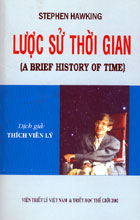 STEPHEN HAWKING
LƯỢC SỬ THỜI GIAN
(A BRIEF HISTORY OF TIME)
Dịch giả:
THÍCH VIÊN LÝ
VIỆN TRIẾT LÝ VIỆT NAM & TRIẾT HỌC THẾ GIỚI